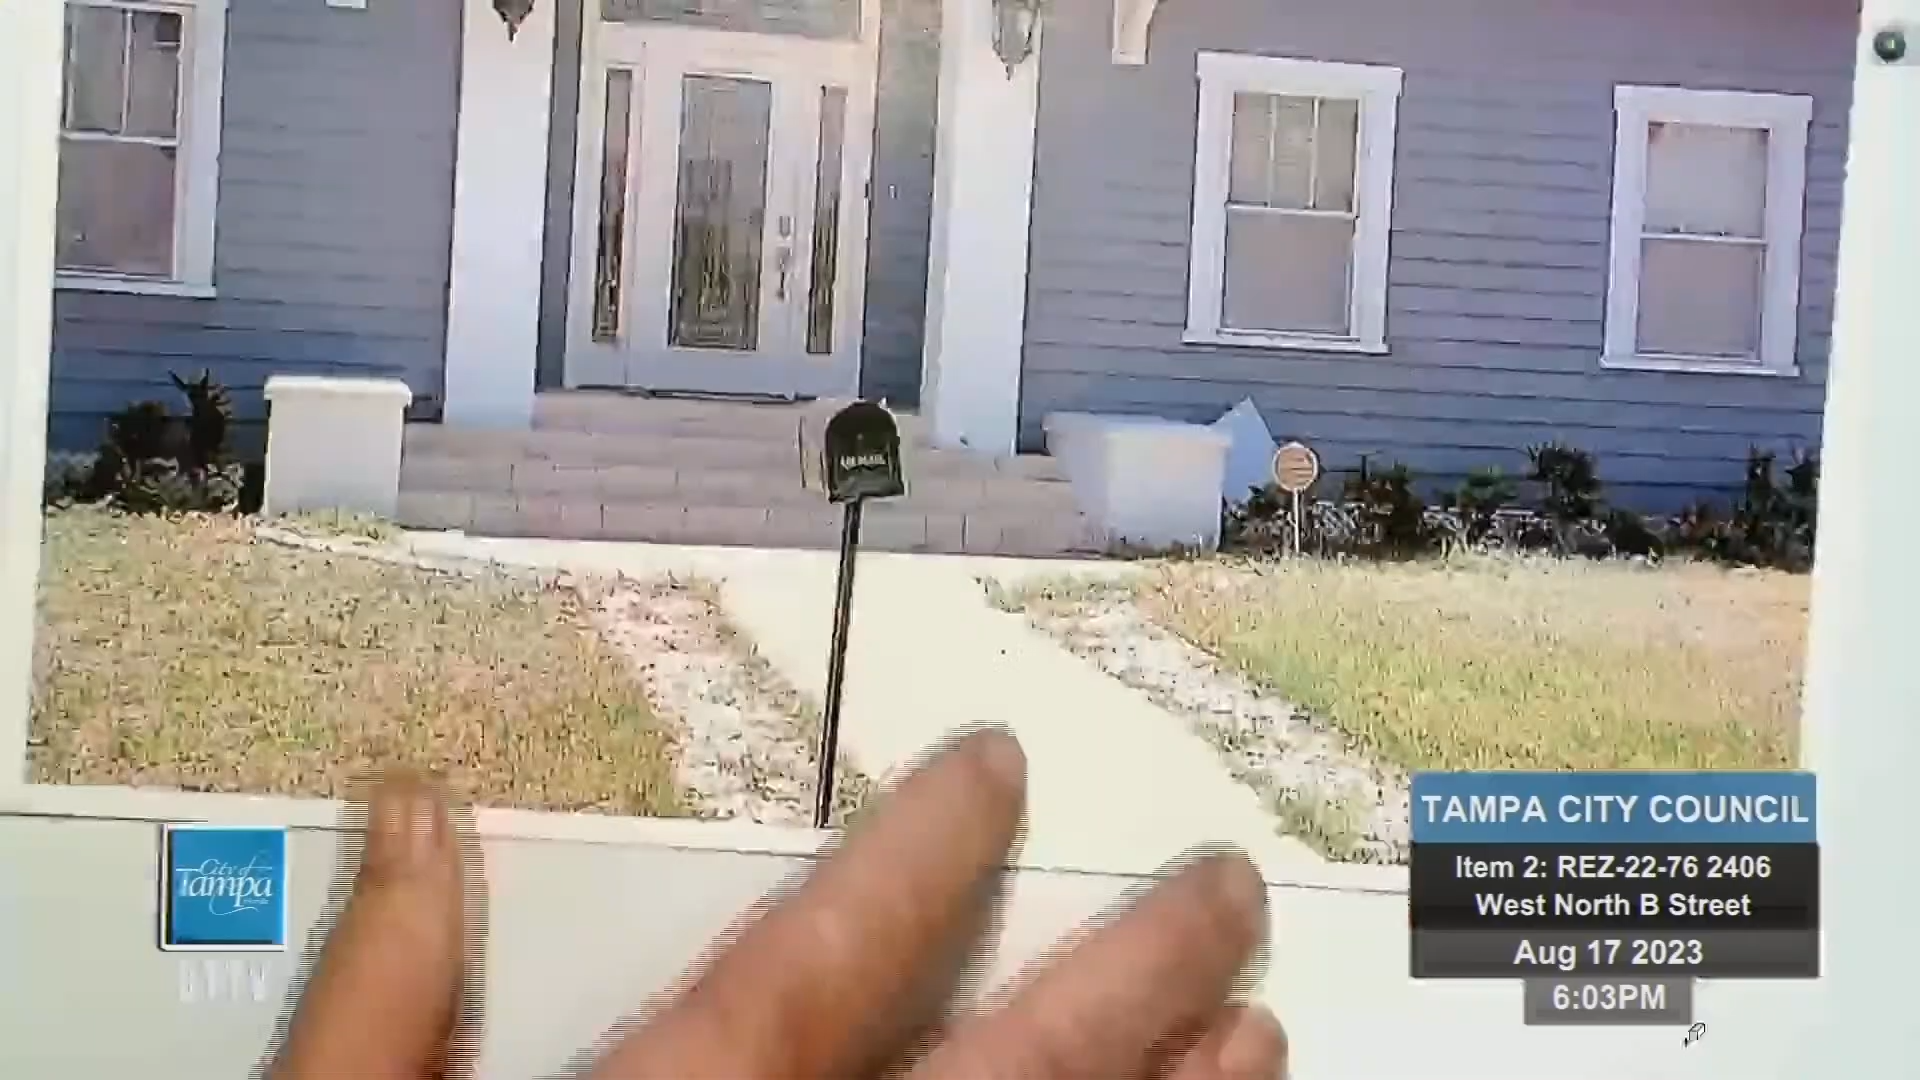 TAMPA CITY COUNCIL
Item 2: REZ-22-76 2406
West North B Street
Aug 17 2023
6:03PM
City of
Tampa